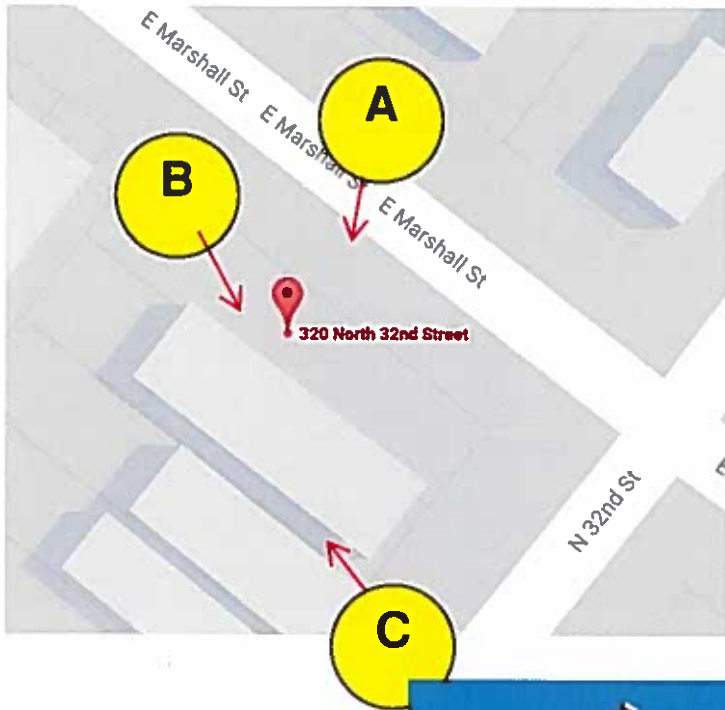 E Marshall St
E Marshall St
A
B
E Marshall St
320 North 32nd Street
N 32nd St
C